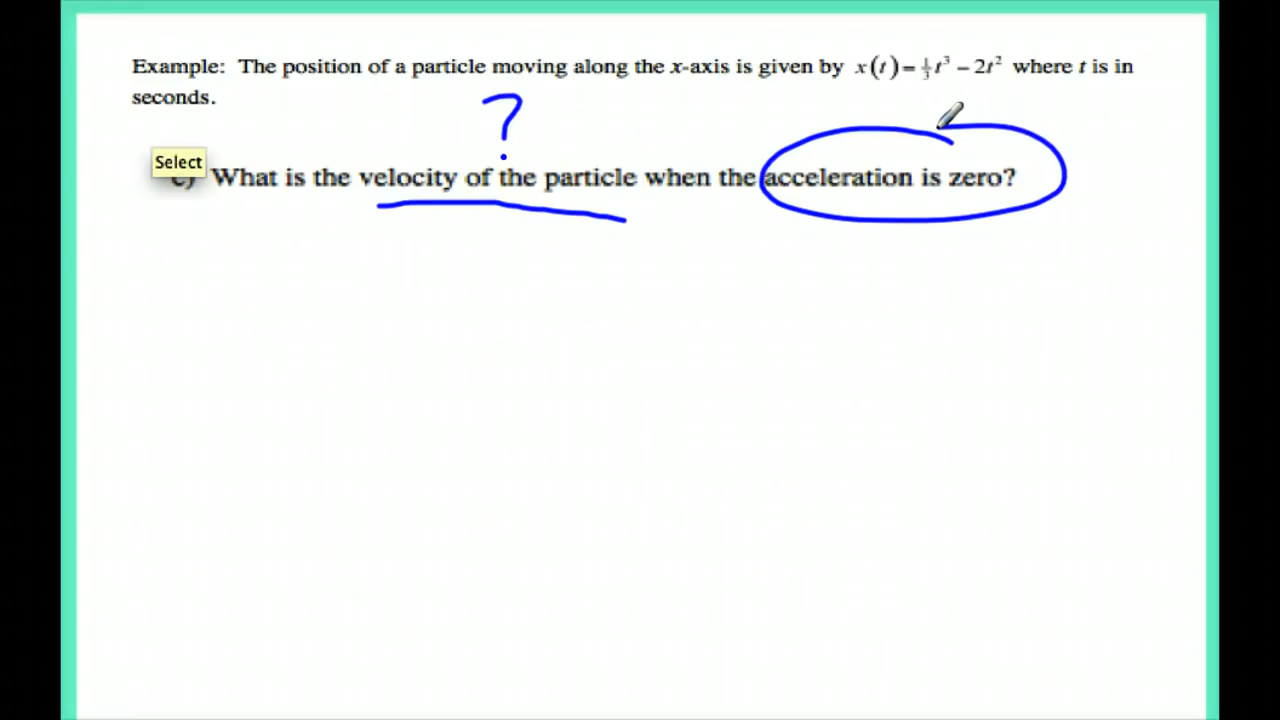 Example: The position of a particle moving along the x-axis is given by x(t)=⅓t³ – 2t² where t is in
seconds.
?
Select
c) What is the velocity of the particle when the acceleration is zero?